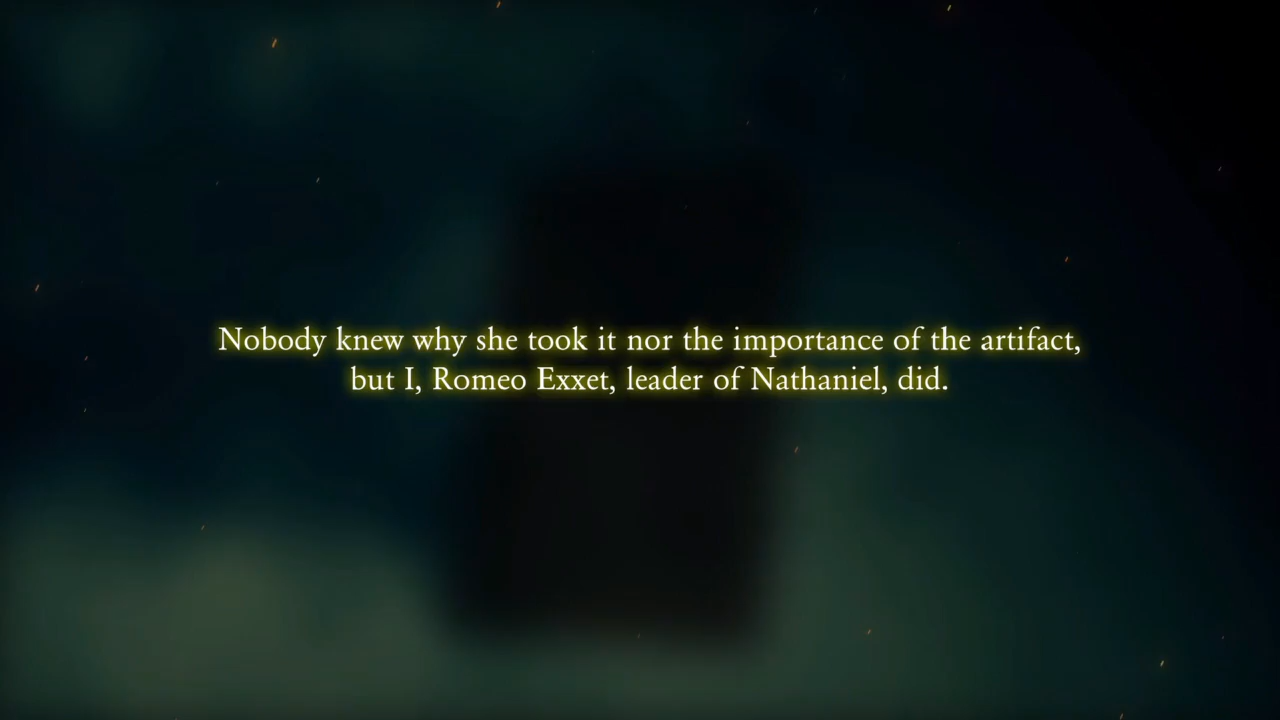 Nobody knew why she took it nor the importance of the artifact,
but I, Romeo Exxet, leader of Nathaniel, did.